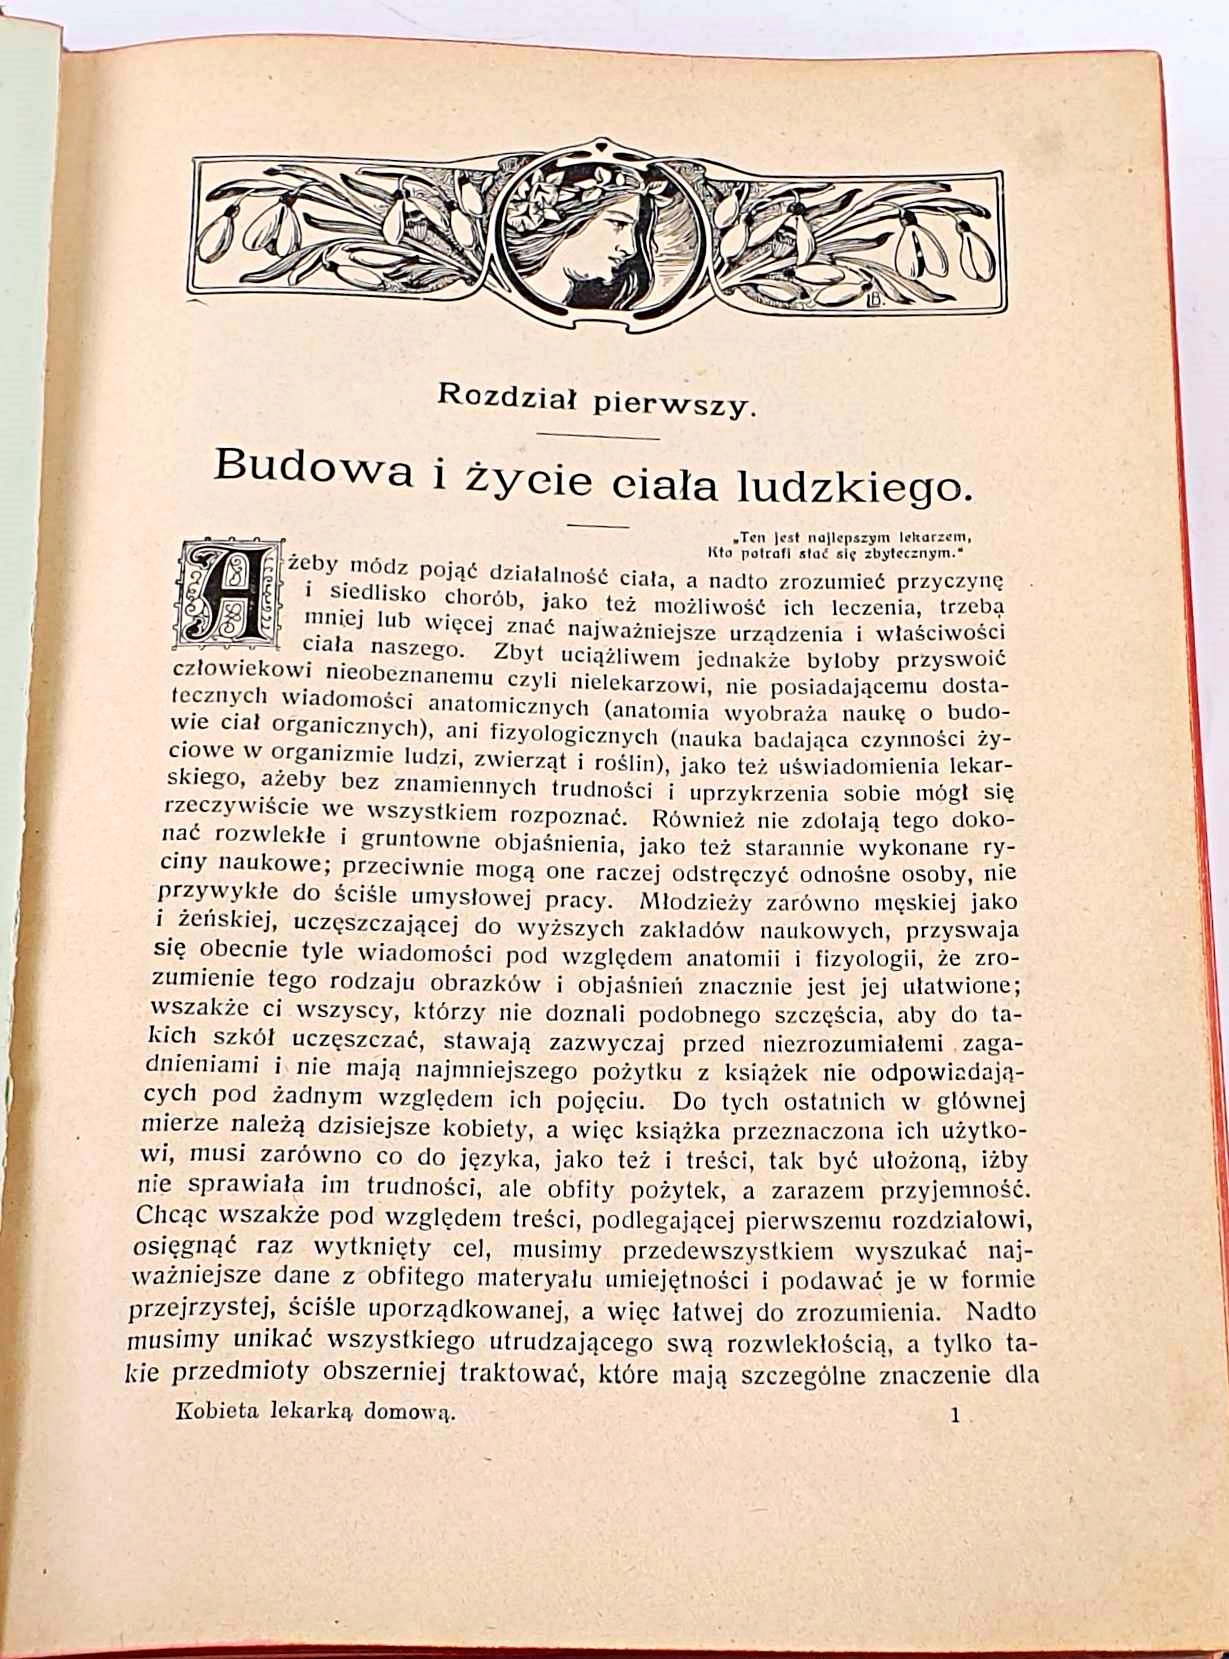 Rozdział pierwszy.
Budowa i życie ciała ludzkiego.
„Ten jest najlepszym lekarzem,
Kto potrafi stać się zbytecznym.“
Ażeby módz pojąć działalność ciała, a nadto zrozumieć przyczynę
i siedlisko chorób, jako też możliwość ich leczenia, trzeba
mniej lub więcej znać najważniejsze urządzenia i właściwości
ciała naszego. Zbyt uciążliwem jednakże byłoby przyswoić
człowiekowi nieobeznanemu czyli nielekarzowi, nie posiadającemu dosta-
tecznych wiadomości anatomicznych (anatomia wyobraża naukę o budo-
wie ciał organicznych), ani fizyologicznych (nauka badająca czynności ży-
ciowe w organizmie ludzi, zwierząt i roślin), jako też uświadomienia lekar-
skiego, ażeby bez znamiennych trudności i uprzykrzenia sobie mógł się
rzeczywiście we wszystkiem rozpoznać. Również nie zdołają tego doko-
nać rozwlekłe i gruntowne objaśnienia, jako też starannie wykonane ry-
ciny naukowe; przeciwnie mogą one raczej odstręczyć odnośne osoby, nie
przywykłe do ściśle umysłowej pracy. Młodzieży zarówno męskiej jako
i żeńskiej, uczęszczającej do wyższych zakładów naukowych, przyswaja
się obecnie tyle wiadomości pod względem anatomii i fizyologii, że zro-
zumienie tego rodzaju obrazków i objaśnień znacznie jest jej ułatwione;
wszakże ci wszyscy, którzy nie doznali podobnego szczęścia, aby do ta-
kich szkół uczęszczać, stawają zazwyczaj przed niezrozumiałemi zaga-
dnieniami i nie mają najmniejszego pożytku z książek nie odpowiadają-
cych pod żadnym względem ich pojęciu. Do tych ostatnich w głównej
mierze należą dzisiejsze kobiety, a więc książka przeznaczona ich użytko-
wi, musi zarówno co do języka, jako też i treści, tak być ułożoną, iżby
nie sprawiała im trudności, ale obfity pożytek, a zarazem przyjemność.
Chcąc wszakże pod względem treści, podlegającej pierwszemu rozdziałowi,
osięgnąć raz wytknięty cel, musimy przedewszystkiem wyszukać naj-
ważniejsze dane z obfitego materyału umiejętności i podawać je w formie
przejrzystej, ściśle uporządkowanej, a więc łatwej do zrozumienia. Nadto
musimy unikać wszystkiego utrudzającego swą rozwlekłością, a tylko ta-
kie przedmioty obszerniej traktować, które mają szczególne znaczenie dla
Kobieta lekarką domową. 1